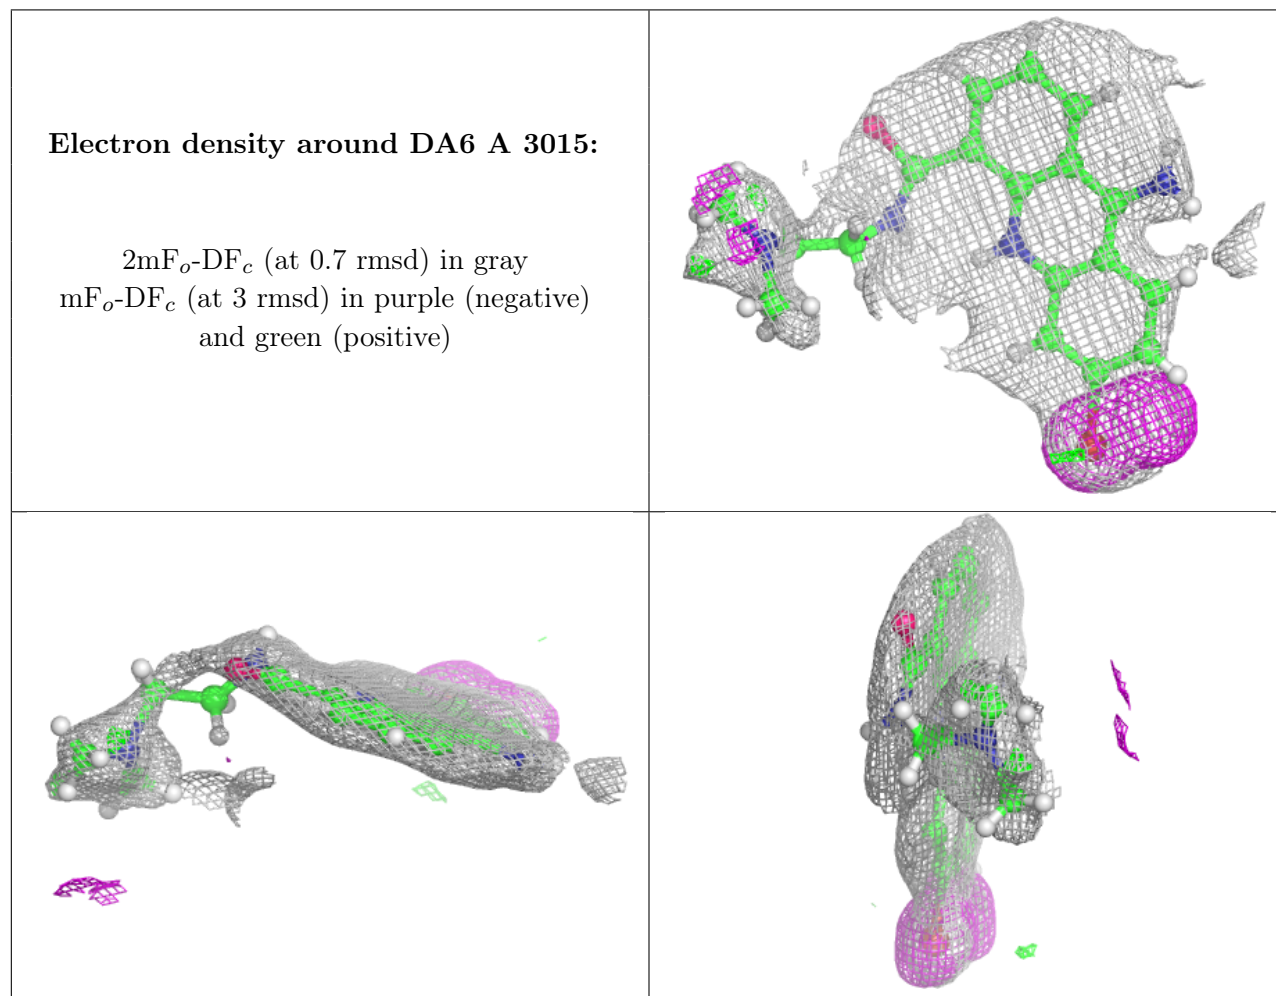 Electron density around DA6 A 3015:
2mFo-DFc (at 0.7 rmsd) in gray
mFo-DFc (at 3 rmsd) in purple (negative)
and green (positive)